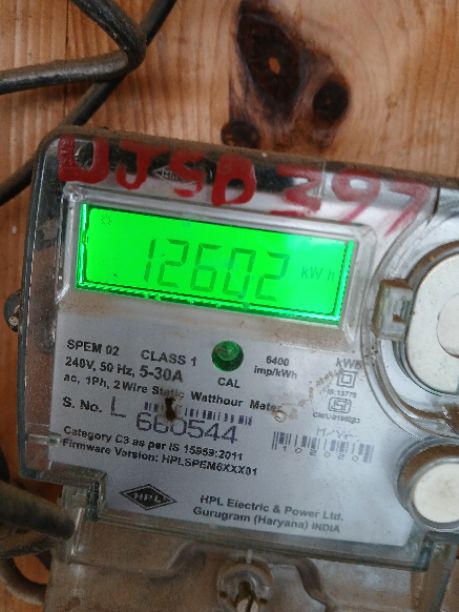 DJSB 397
12602 kWh
SPEM 02 CLASS 1 6400 imp/kWh kWh
240V, 50 Hz, 5-30A CAL
ac, 1Ph, 2 Wire Static Watthour Meter
S. No. L 660544
Category C3 as per IS 15959:2011
Firmware Version: HPLSPEM6XXX01
HPL
HPL Electric & Power Ltd.
Gurugram (Haryana) INDIA